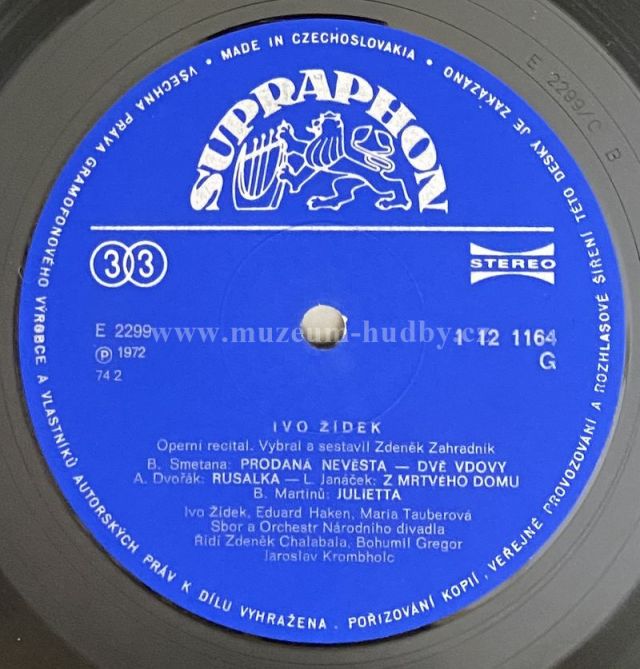 MADE IN CZECHOSLOVAKIA •
VŠECHNA PRÁVA GRAMOFONOVÉHO VÝROBCE A VLASTNÍKŮ AUTORSKÝCH PRÁV K DÍLU VYHRAŽENA. POŘIZOVÁNÍ KOPIÍ, VEŘEJNÉ PROVOZOVÁNÍ A ROZHLASOVÉ ŠÍŘENÍ TÉTO DESKY JE ZAKÁZÁNO •
E 2299/C B
SUPRAPHON
33
STEREO
E 2299
1 12 1164
Ⓟ 1972
G
74 2
www.muzeum-hudby.cz
IVO ŽÍDEK
Operní recital. Vybral a sestavil Zdeněk Zahradník
B. Smetana: PRODANÁ NEVĚSTA — DVĚ VDOVY
A. Dvořák: RUSALKA — L. Janáček: Z MRTVÉHO DOMU
B. Martinů: JULIETTA
Ivo Žídek, Eduard Haken, Maria Tauberová
Sbor a Orchestr Národního divadla
Řídí Zdeněk Chalabala, Bohumil Gregor
Jaroslav Krombholc